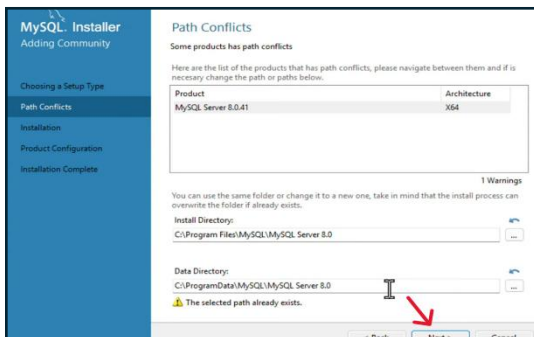 MySQL. Installer
Adding Community
Choosing a Setup Type
Path Conflicts
Installation
Product Configuration
Installation Complete
Path Conflicts
Some products has path conflicts
Here are the list of the products that has path conflicts, please navigate between them and if is
necesary change the path or paths below.
Product Architecture
MySQL Server 8.0.41 X64
1 Warnings
You can use the same folder or change it to a new one, take in mind that the install process can
overwrite the folder if already exists.
Install Directory:
C:\Program Files\MySQL\MySQL Server 8.0
...
Data Directory:
C:\ProgramData\MySQL\MySQL Server 8.0
...
The selected path already exists.
< Back Next > Cancel